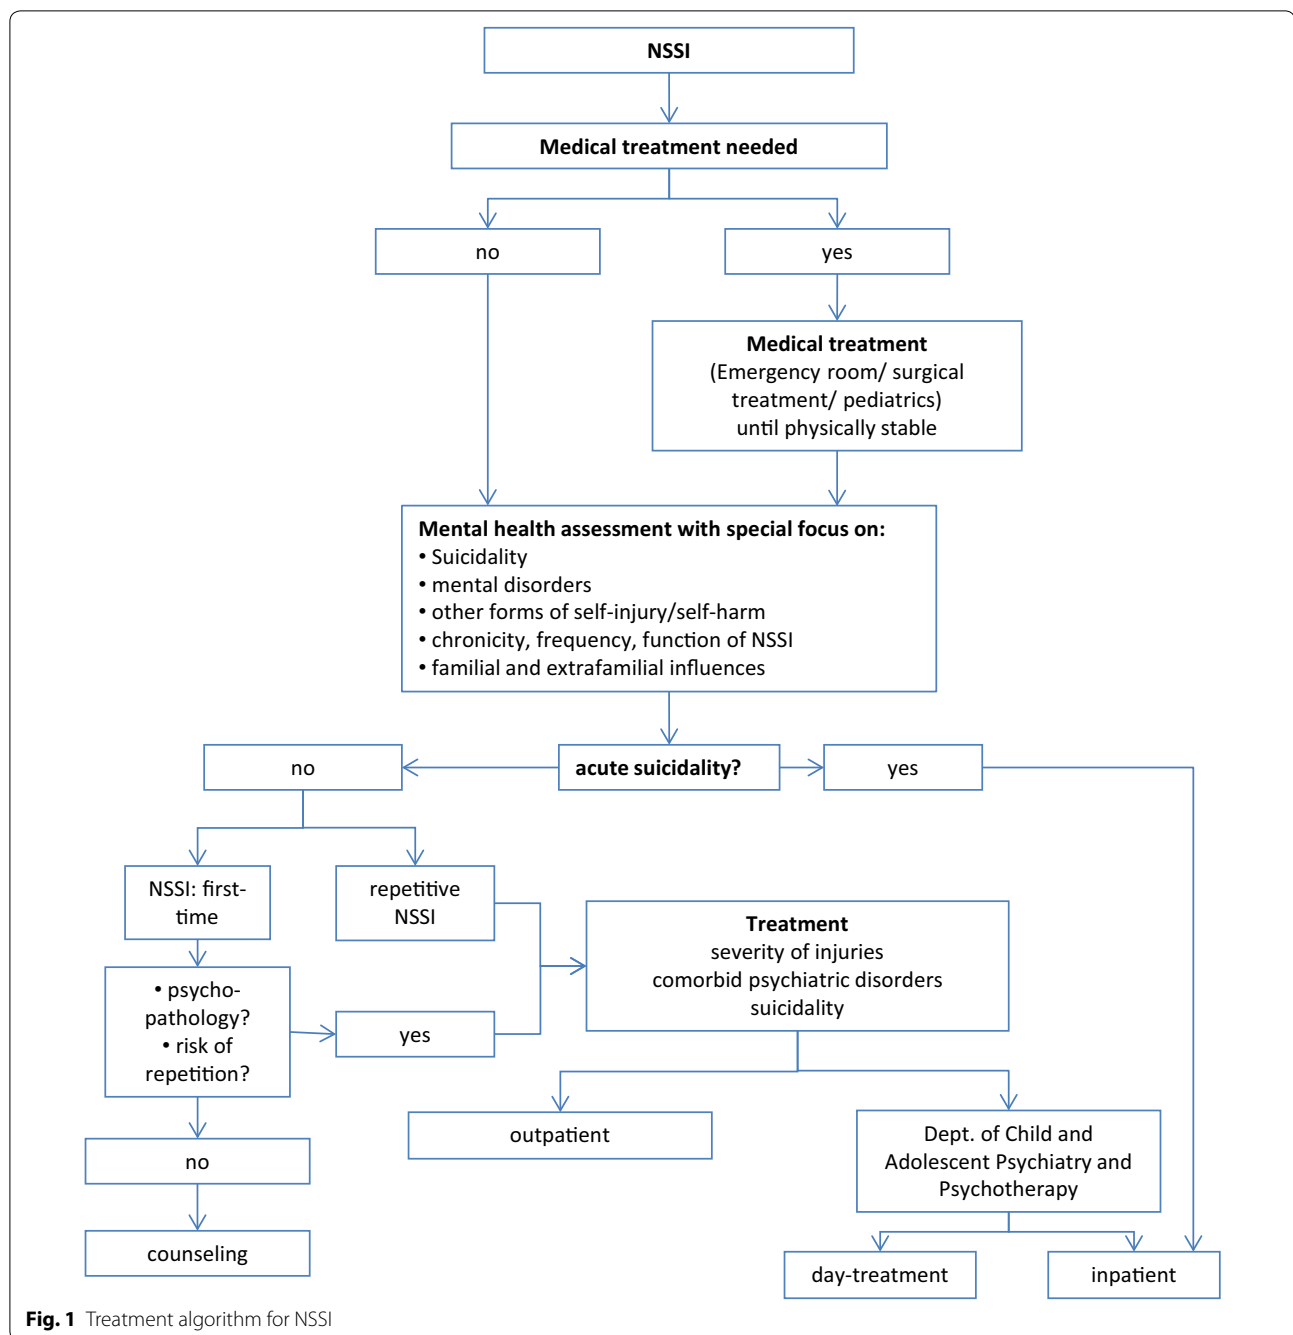 NSSI
Medical treatment needed
no
yes
Medical treatment
(Emergency room/ surgical
treatment/ pediatrics)
until physically stable
Mental health assessment with special focus on:
• Suicidality
• mental disorders
• other forms of self-injury/self-harm
• chronicity, frequency, function of NSSI
• familial and extrafamilial influences
no
acute suicidality?
yes
NSSI: first-
time
repetitive
NSSI
Treatment
severity of injuries
comorbid psychiatric disorders
suicidality
• psycho-
pathology?
• risk of
repetition?
yes
outpatient
Dept. of Child and
Adolescent Psychiatry and
Psychotherapy
no
counseling
day-treatment
inpatient
Fig. 1 Treatment algorithm for NSSI